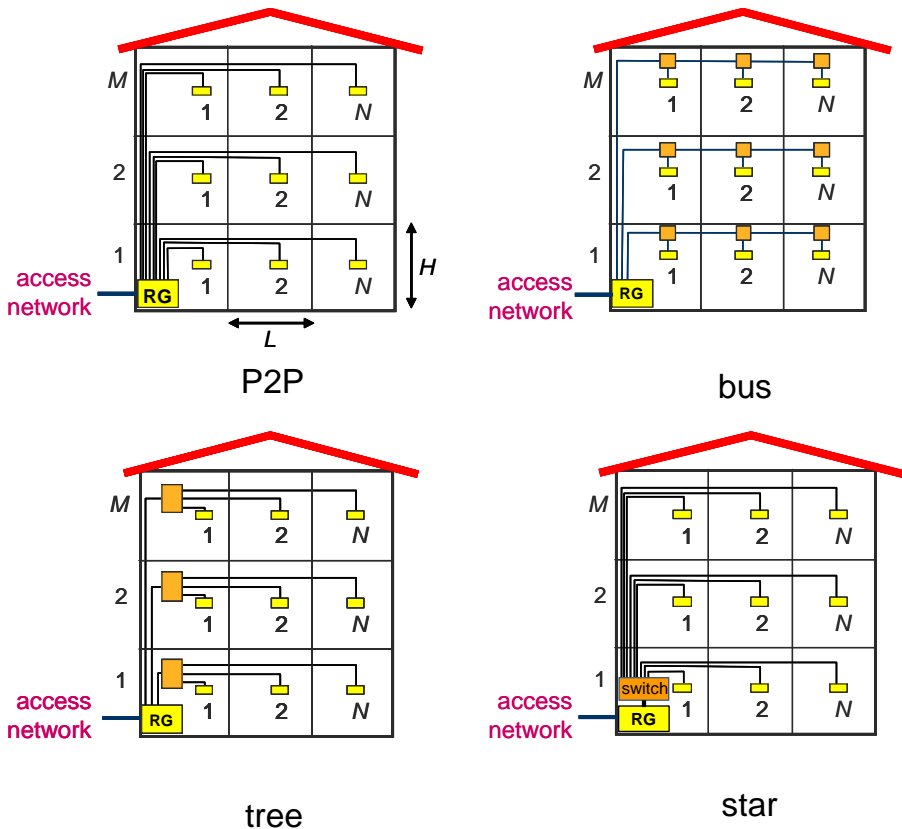 M
1 2 N
2
1 2 N
1
1 2 N
H
access
network
RG
L
P2P
M
1 2 N
2
1 2 N
1
1 2 N
access
network
RG
bus
M
1 2 N
2
1 2 N
1
1 2 N
access
network
RG
tree
M
1 2 N
2
1 2 N
1
switch
1 2 N
access
network
RG
star